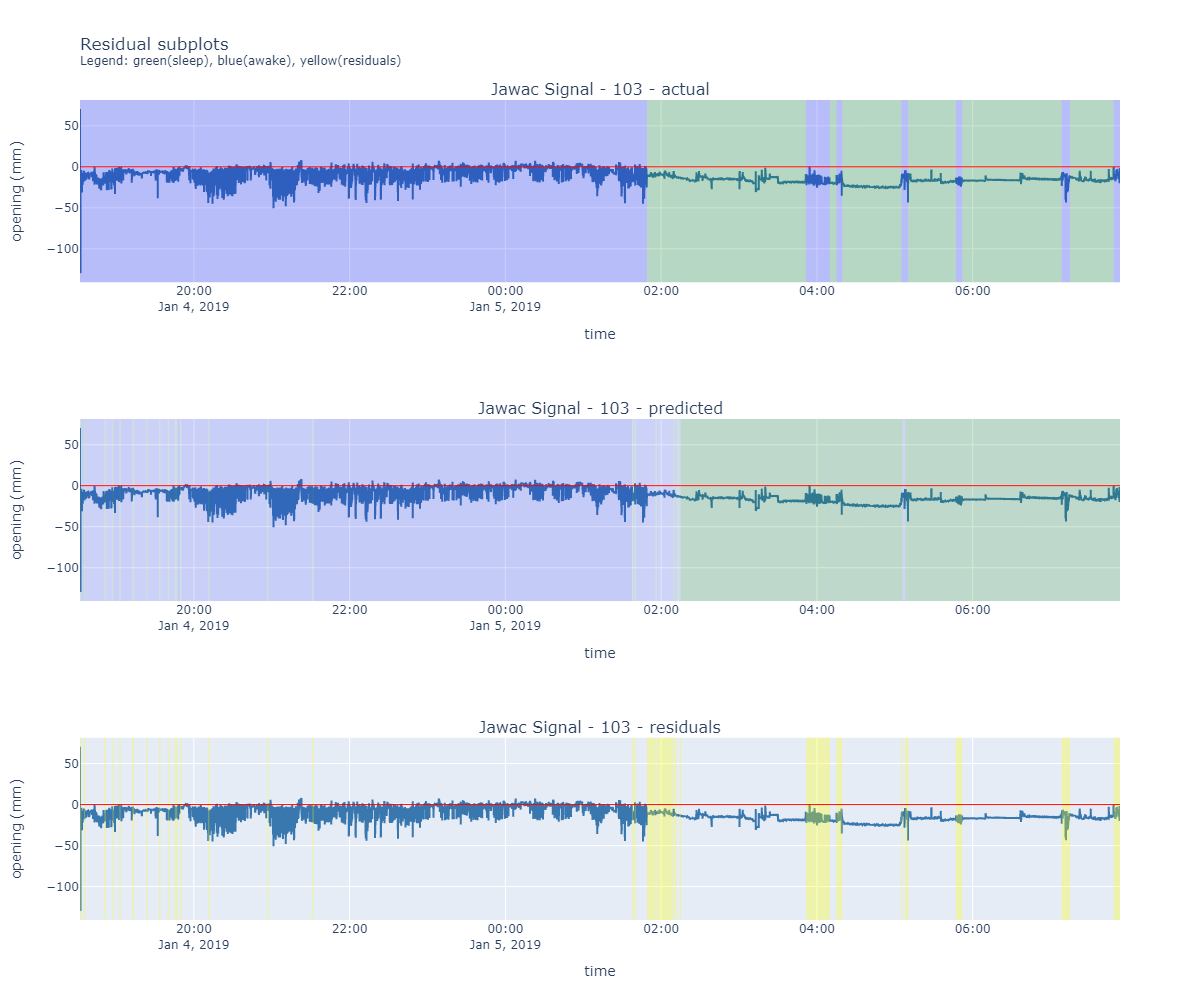 Residual subplots
Legend: green(sleep), blue(awake), yellow(residuals)
Jawac Signal - 103 - actual
opening (mm)
50
0
−50
−100
20:00
Jan 4, 2019
22:00
00:00
Jan 5, 2019
02:00
04:00
06:00
time
Jawac Signal - 103 - predicted
opening (mm)
50
0
−50
−100
20:00
Jan 4, 2019
22:00
00:00
Jan 5, 2019
02:00
04:00
06:00
time
Jawac Signal - 103 - residuals
opening (mm)
50
0
−50
−100
20:00
Jan 4, 2019
22:00
00:00
Jan 5, 2019
02:00
04:00
06:00
time